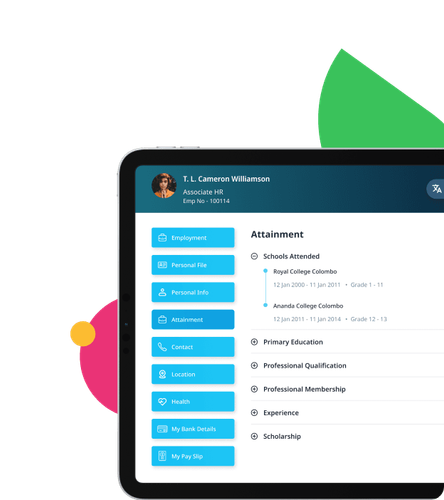 T. L. Cameron Williamson
Associate HR
Emp No - 100114
Employment
Personal File
Personal Info
Attainment
Contact
Location
Health
My Bank Details
My Pay Slip
Attainment
Schools Attended
Royal College Colombo
12 Jan 2000 - 11 Jan 2011 • Grade 1 - 11
Ananda College Colombo
12 Jan 2011 - 11 Jan 2014 • Grade 12 - 13
Primary Education
Professional Qualification
Professional Membership
Experience
Scholarship